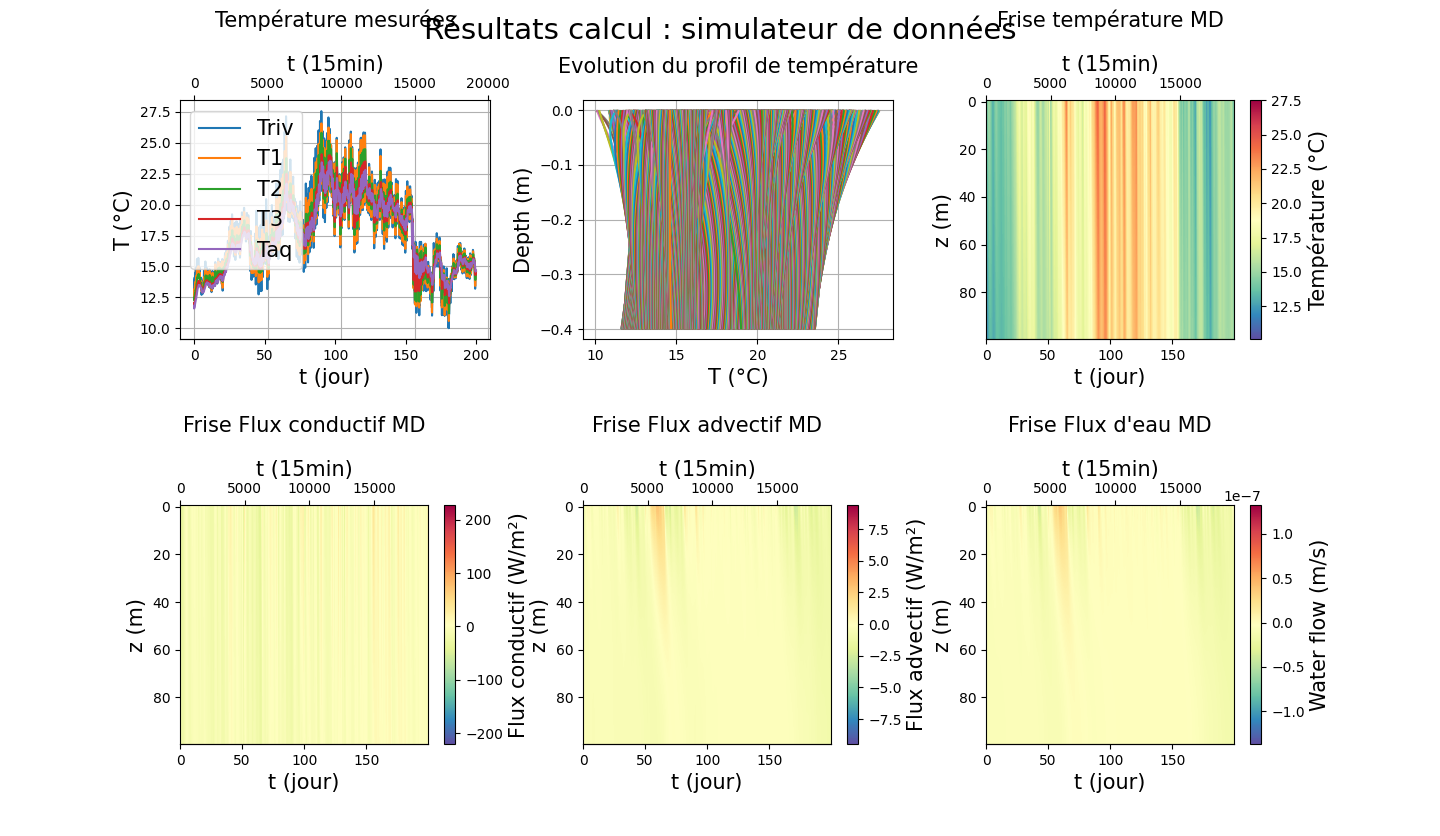 Résultats calcul : simulateur de données
Température mesurées
t (15min)
0 5000 10000 15000 20000
27.5
25.0
22.5
20.0
17.5
15.0
12.5
10.0
T (°C)
Triv
T1
T2
T3
Taq
0 50 100 150 200
t (jour)
Evolution du profil de température
0.0
−0.1
−0.2
−0.3
−0.4
Depth (m)
10 15 20 25
T (°C)
Frise température MD
t (15min)
0 5000 10000 15000
0
20
40
60
80
z (m)
0 50 100 150
t (jour)
27.5
25.0
22.5
20.0
17.5
15.0
12.5
Température (°C)
Frise Flux conductif MD
t (15min)
0 5000 10000 15000
0
20
40
60
80
z (m)
0 50 100 150
t (jour)
200
100
0
−100
−200
Flux conductif (W/m²)
Frise Flux advectif MD
t (15min)
0 5000 10000 15000
z (m)
0 50 100 150
t (jour)
0
20
40
60
80
7.5
5.0
2.5
0.0
−2.5
−5.0
−7.5
Flux advectif (W/m²)
Frise Flux d'eau MD
t (15min)
0 5000 10000 15000
1e−7
0
20
40
60
80
z (m)
0 50 100 150
t (jour)
1.0
0.5
0.0
−0.5
−1.0
Water flow (m/s)